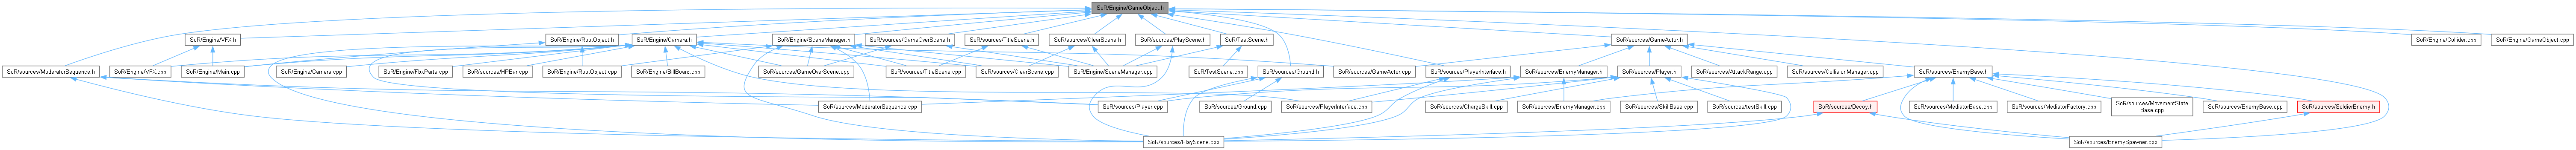 SoR/Engine/GameObject.h
SoR/Engine/VFX.h
SoR/Engine/RootObject.h
SoR/Engine/Camera.h
SoR/Engine/SceneManager.h
SoR/sources/GameOverScene.h
SoR/sources/TitleScene.h
SoR/sources/ClearScene.h
SoR/sources/PlayScene.h
SoR/TestScene.h
SoR/sources/GameActor.h
SoR/Engine/Collider.cpp
SoR/Engine/GameObject.cpp
SoR/sources/ModeratorSequence.h
SoR/Engine/VFX.cpp
SoR/Engine/Main.cpp
SoR/Engine/Camera.cpp
SoR/Engine/FbxParts.cpp
SoR/sources/HPBar.cpp
SoR/Engine/RootObject.cpp
SoR/Engine/BillBoard.cpp
SoR/sources/GameOverScene.cpp
SoR/sources/TitleScene.cpp
SoR/sources/ClearScene.cpp
SoR/Engine/SceneManager.cpp
SoR/TestScene.cpp
SoR/sources/Ground.h
SoR/sources/GameActor.cpp
SoR/sources/PlayerInterface.h
SoR/sources/EnemyManager.h
SoR/sources/Player.h
SoR/sources/AttackRange.cpp
SoR/sources/CollisionManager.cpp
SoR/sources/EnemyBase.h
SoR/sources/ModeratorSequence.cpp
SoR/sources/Player.cpp
SoR/sources/Ground.cpp
SoR/sources/PlayerInterface.cpp
SoR/sources/ChargeSkill.cpp
SoR/sources/EnemyManager.cpp
SoR/sources/SkillBase.cpp
SoR/sources/testSkill.cpp
SoR/sources/Decoy.h
SoR/sources/MediatorBase.cpp
SoR/sources/MediatorFactory.cpp
SoR/sources/MovementState
Base.cpp
SoR/sources/EnemyBase.cpp
SoR/sources/SoldierEnemy.h
SoR/sources/PlayScene.cpp
SoR/sources/EnemySpawner.cpp